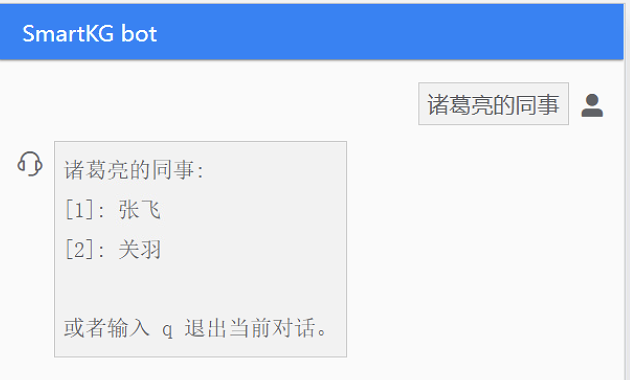 SmartKG bot
诸葛亮的同事
诸葛亮的同事:
[1]: 张飞
[2]: 关羽
或者输入 q 退出当前对话。